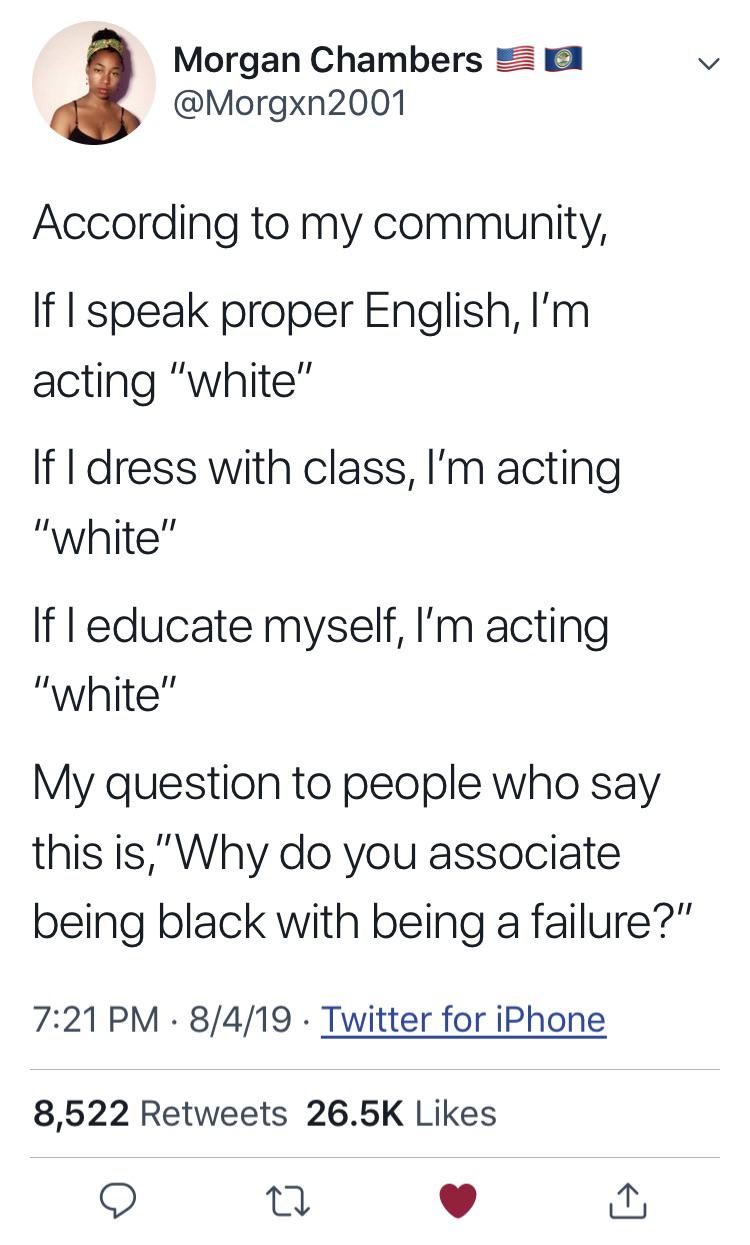 Morgan Chambers 🇺🇸 🇧🇿
@Morgxn2001
According to my community,
If I speak proper English, I’m
acting “white”
If I dress with class, I’m acting
“white”
If I educate myself, I’m acting
“white”
My question to people who say
this is,”Why do you associate
being black with being a failure?”
7:21 PM · 8/4/19 · Twitter for iPhone
8,522 Retweets 26.5K Likes